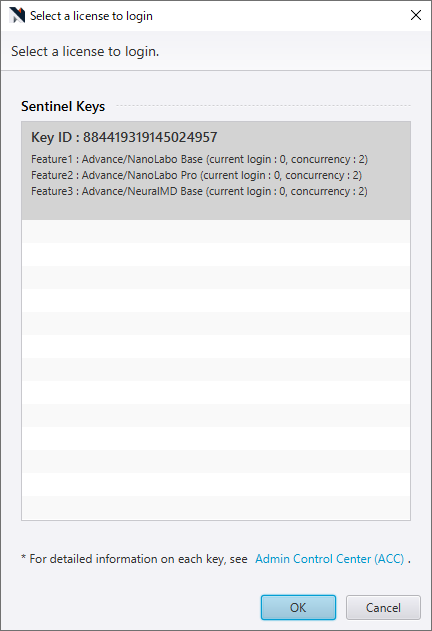 Select a license to login
Select a license to login.
Sentinel Keys
Key ID : 884419319145024957
Feature1 : Advance/NanoLabo Base (current login : 0, concurrency : 2)
Feature2 : Advance/NanoLabo Pro (current login : 0, concurrency : 2)
Feature3 : Advance/NeuralMD Base (current login : 0, concurrency : 2)
* For detailed information on each key, see Admin Control Center (ACC) .
OK Cancel